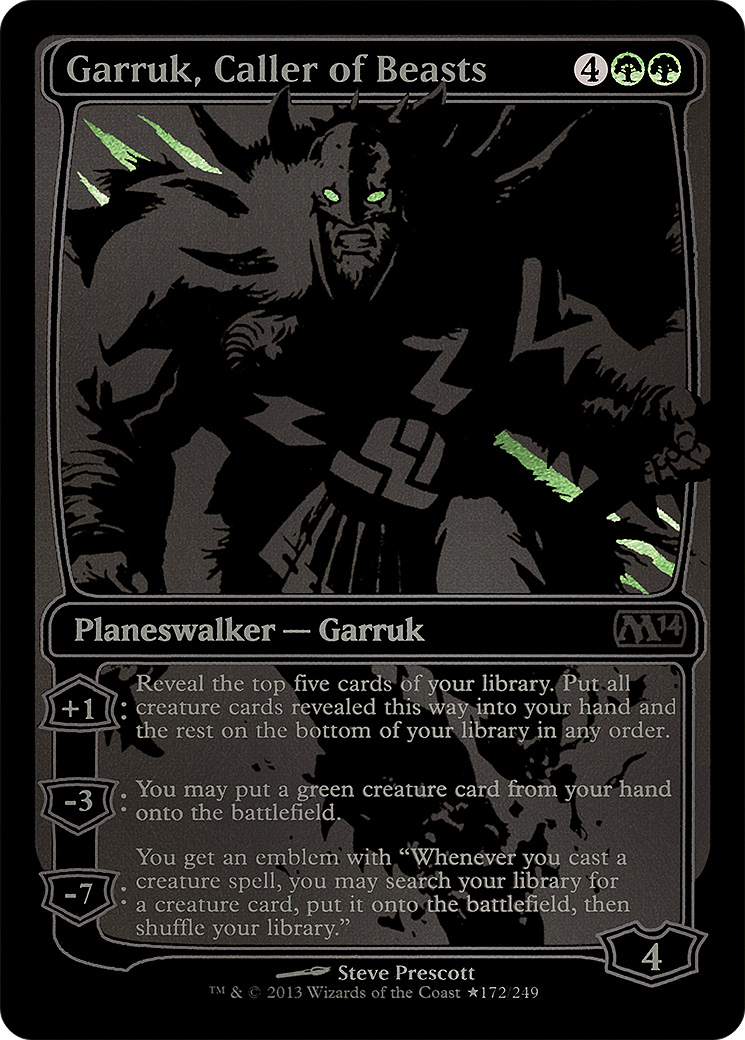 Garruk, Caller of Beasts 4
Planeswalker — Garruk M14
+1: Reveal the top five cards of your library. Put all
creature cards revealed this way into your hand and
the rest on the bottom of your library in any order.
-3: You may put a green creature card from your hand
onto the battlefield.
You get an emblem with “Whenever you cast a
creature spell, you may search your library for
-7: a creature card, put it onto the battlefield, then
shuffle your library.”
4
Steve Prescott
™ & © 2013 Wizards of the Coast ★172/249